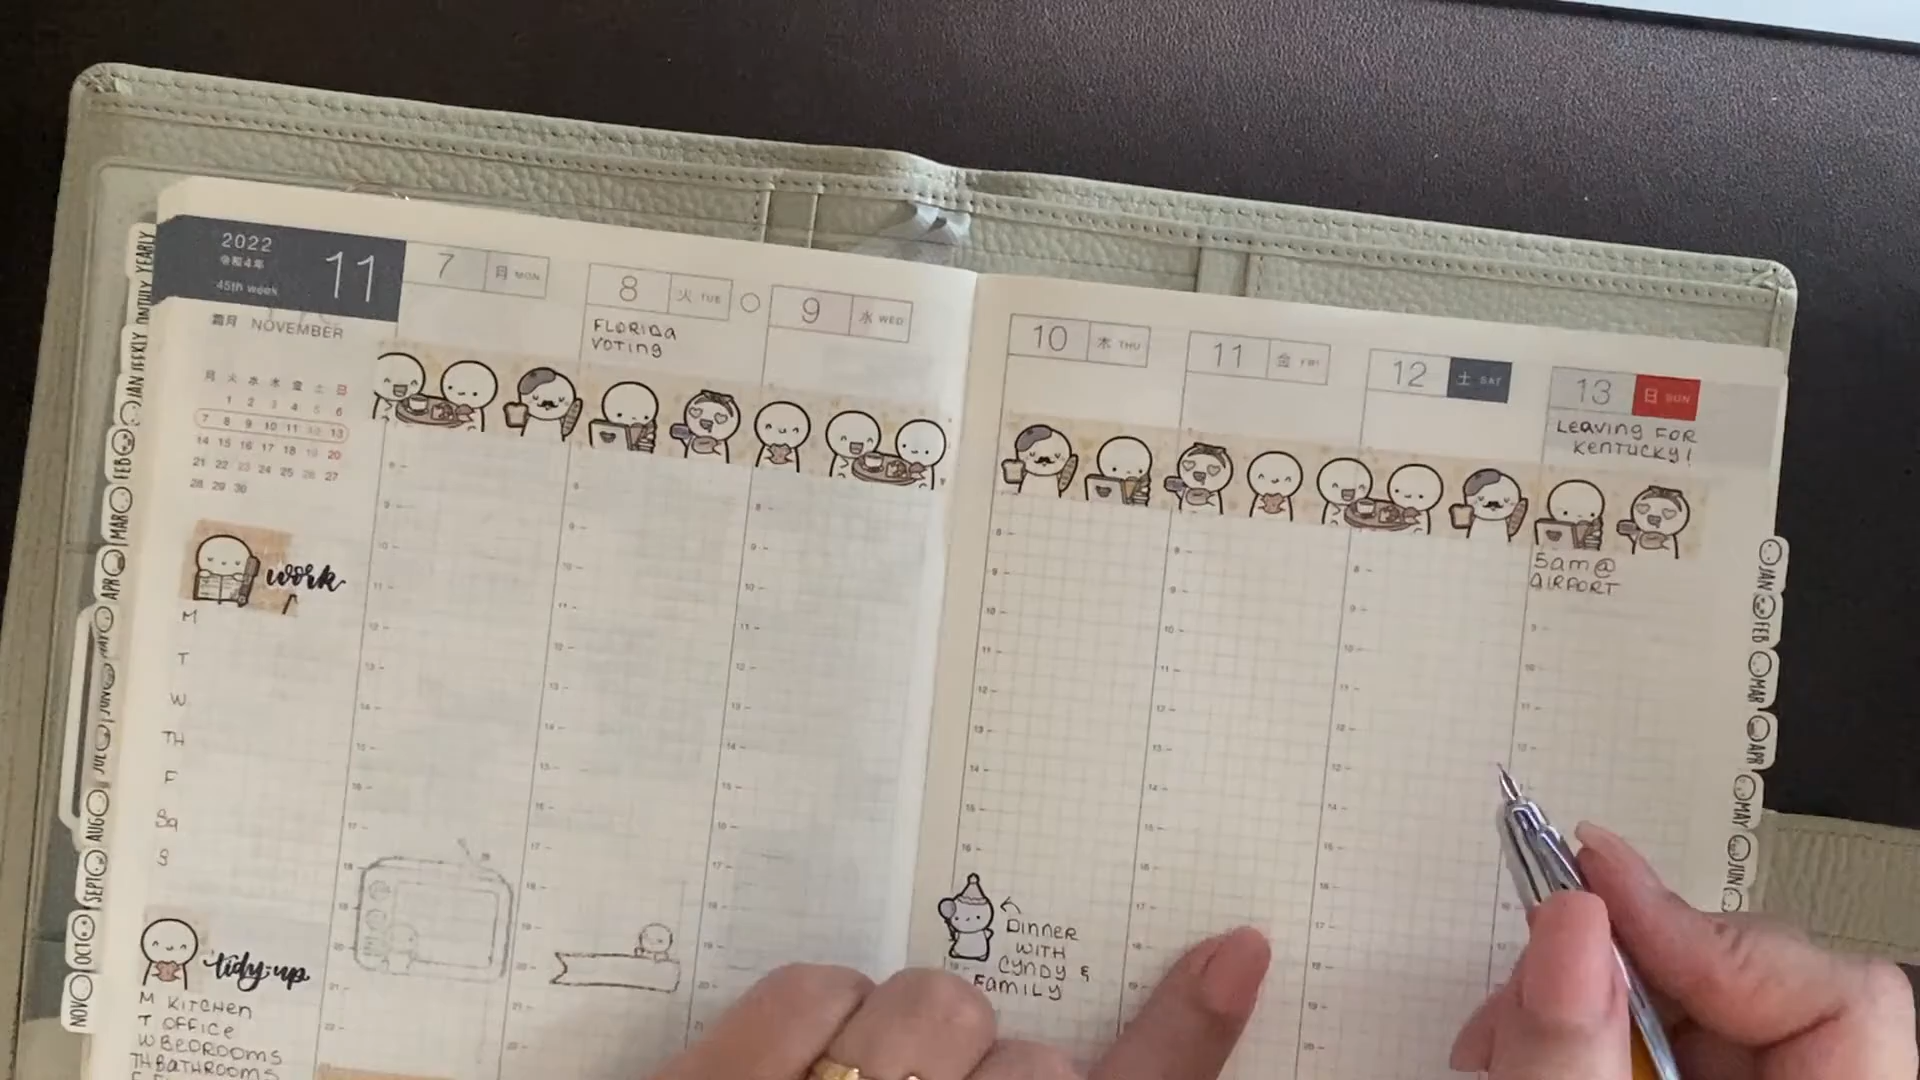 2022
令和4年
45th week
11
霜月 NOVEMBER
月 火 水 木 金 土 日
1 2 3 4 5 6
7 8 9 10 11 12 13
14 15 16 17 18 19 20
21 22 23 24 25 26 27
28 29 30
7 月 MON
8 火 TUE
9 水 WED
FLORIDA
VOTING
10 木 THU
11 金 FRI
12 土 SAT
13 日 SUN
Leaving FOR
KENTUCKY!
5am@
AIRPORT
work
M
T
W
TH
F
Sa
S
tidy-up
M KITCHEN
T OFFICE
W BEDROOMS
TH BATHROOMS
DINNER
WITH
CYNDY &
FAMILY
YEARLY
JAN
FEB
MAR
APR
JUN
JUL
AUG
SEPT
OCT
NOV
JAN
FEB
MAR
APR
MAY
JUN